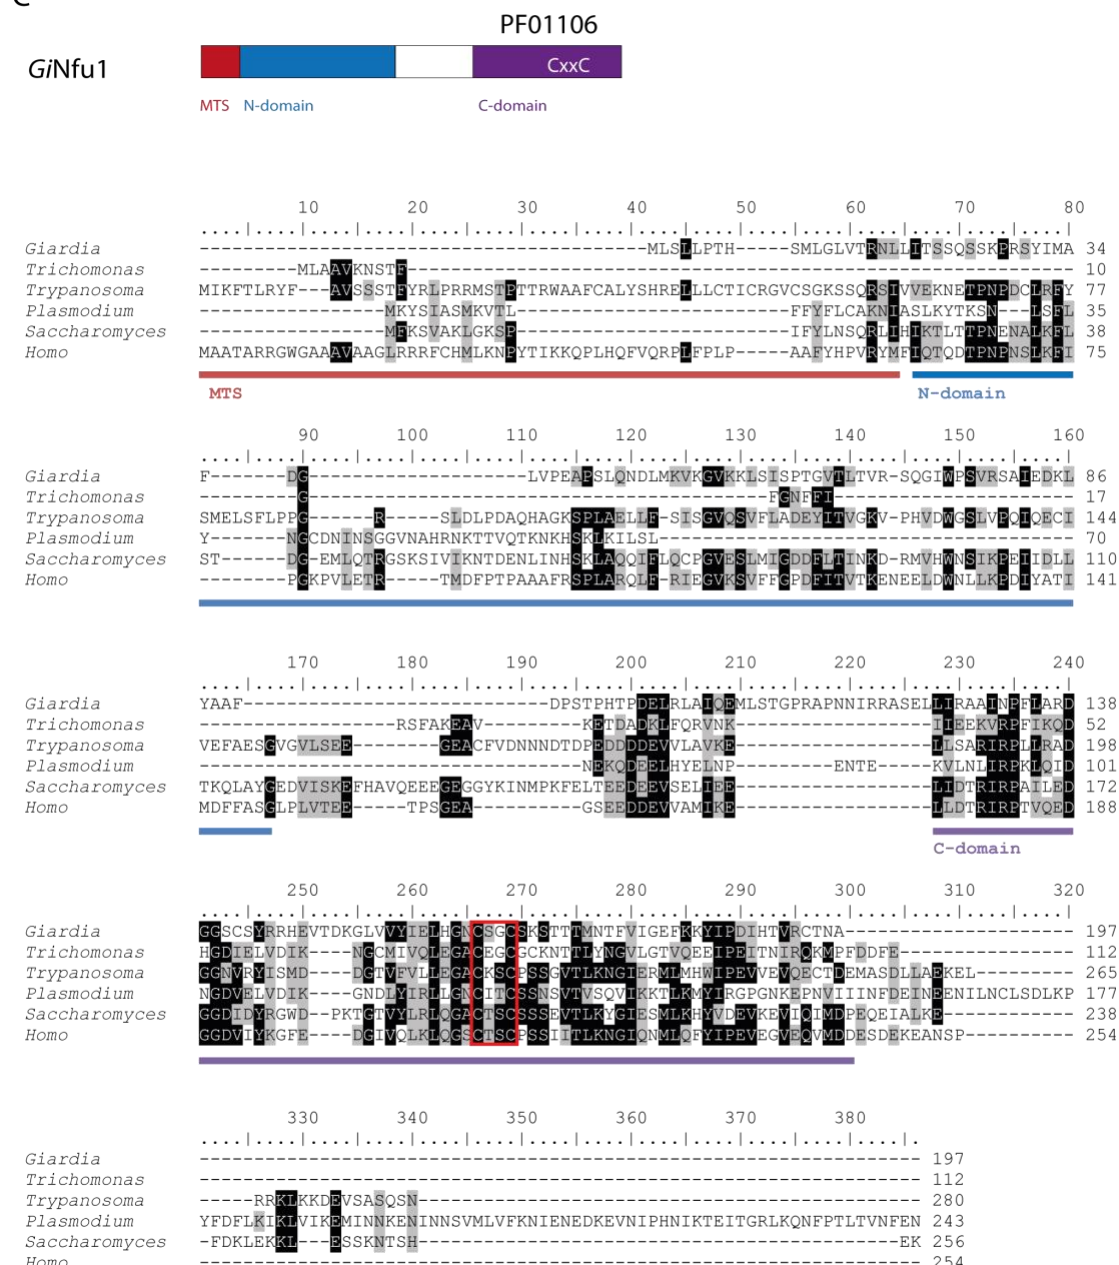 C
PF01106
GiNfu1
CxxC
MTS N-domain C-domain
10 20 30 40 50 60 70 80
Giardia -----------------------------------------MLSLLPTH-----SMLGLVTRNLLITSSQSSKPRSYIMA 34
Trichomonas ---------MLAAVKNSTF------------------------------------------------------------- 10
Trypanosoma MIKFTLRYF---AVSSSTFYRLPRRMSTPTTRWAAFCALYSHRELLLCTICRGVCSGKSSQRSIVVEKNETPNPDCLRFY 77
Plasmodium -----------------MKYSIASMKVTL-------------------------IFYFLCAKNIASLKYTKSN---LSFL 35
Saccharomyces -----------------MFKSVAKLGKSP-------------------------IFYLNSQRLIHIKTLTTPNENALKFL 38
Homo MAATARRGWGAAAVAAGLRRRFCHMLKNPYTIKKQPLHQFVQRPLFPLP-----AAFYHPVRYMFIQTQDTPNPNSLKFI 75
MTS N-domain
90 100 110 120 130 140 150 160
Giardia F-------DG--------------------LVPEAPSLQNDLMKVKGVKKLSISPTGVTLTVR-SQGIWPSVRSAIEDKL 86
Trichomonas ---------G------------------------------------------FGNFFI---------------------- 17
Trypanosoma SMELSFLPPG------R-----SLDLPDAQHAGKSPLAELLF-SISGVQSVFLADEYITVGKV-PHVDWGSLVPQIQECI 144
Plasmodium Y-------NGCDNINSGGVNAHRNKTTVQTKNKHSKLKILSL-------------------------------------- 70
Saccharomyces ST------DG-EMLQTRGSKSIVIKNTDENLINHSKLAQQIFLQCPGVESLMIGDDFLTINKD-RMVHWNSIKPEIIDLL 110
Homo --------PGKPVLETR-----TMDFPTPAAAFRSPLARQLF-RIEGVKSVFFGPDFITVTKENEELDWNLLKPDIYATI 141
170 180 190 200 210 220 230 240
Giardia YAAF----------------------------DPSTPHTPDELRLAIQEMLSTGPRAPNNIRRASELLIRAAINPFLARD 138
Trichomonas ------------------RSFAKEAV---------KETDADKLFQRVNK------------------IIEEKVRPFIKQD 52
Trypanosoma VEFAESGVGVLSEE--------GEACFVDNNNDTDPEDDDDEVVLAVKE------------------LLSARIRPLLRAD 198
Plasmodium -----------------------------------NEKQDEELHYELNP---------ENTE-----KVLNLIRPKLQID 101
Saccharomyces TKQLAYGEDVISKEFHAVQEEEGEGGYKINMPKFELTEEDEEVSELIEE------------------LIDTRIRPAILED 172
Homo MDFFASGLPLVTEE-----TPSGEA----------GSEEDDEVVAMIKE------------------LLDTRIRPTVQED 188
C-domain
250 260 270 280 290 300 310 320
Giardia GGSCSYRRHEVTDKGLVVYIELHGNCSGCSKSTTTMNTFVIGEFKKYIPDIHTVRCTNA--------------------- 197
Trichomonas HGDIELVDIK----NGCMIVQLEGACEGCGCKNTTLYNGVLGTVQEEIPEITNIRQKMPFDDFE---------------- 112
Trypanosoma GGNVRYISMD----DGTVFVLLEGACKSCPSSGVTLKNGIERMLMHWIPEVVEVQECTDEMASDLLAEKEL--------- 265
Plasmodium NGDVELVDIK----GNDLYIRLLGNCITCSSNSVTVSQVIKKTLKMYIRGPGNKEPNVIIINFDEINEENILNCLSDLKP 177
Saccharomyces GGDIDYRGWD--PKTGTVYLRLQGACTSCSSSEVTLKYGIESMLKHYVDEVKEVIQIMDPEQEIALKE------------ 238
Homo GGDVIYKGFE----DGIVQLKLQGSCTSCPSSIITLKNGIQNMLQFYIPEVEGVEQVMDDESDEKEANSP---------- 254
330 340 350 360 370 380
Giardia ------------------------------------------------------------------ 197
Trichomonas ------------------------------------------------------------------ 112
Trypanosoma -----RRKLKKDEVSASQSN---------------------------------------------- 280
Plasmodium YFDFLKIKLVIKEMINNKENINNSVMLVFKNIENEDKEVNIPHNIKTEITGRLKQNFPTLTVNFEN 243
Saccharomyces -FDKLEKKL---ESSKNTSH--------------------------------------------EK 256
Homo ------------------------------------------------------------------ 254